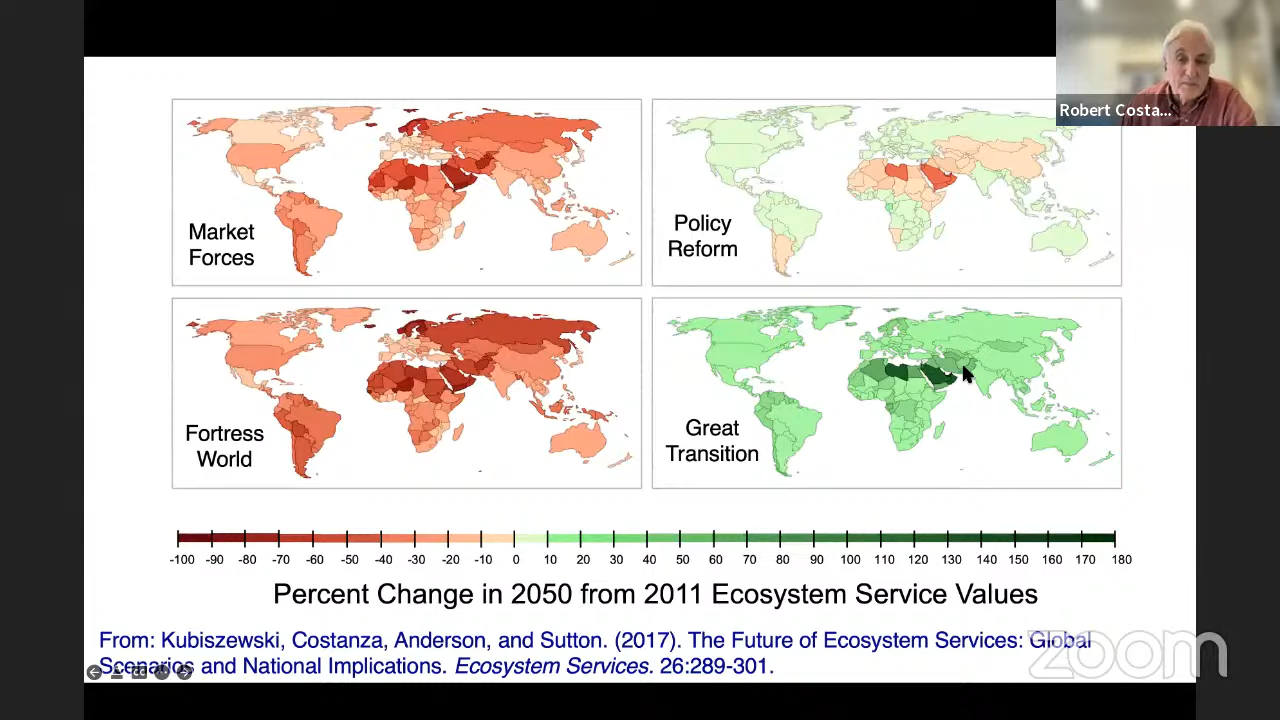 Robert Costa...
Market
Forces
Policy
Reform
Fortress
World
Great
Transition
-100 -90 -80 -70 -60 -50 -40 -30 -20 -10 0 10 20 30 40 50 60 70 80 90 100 110 120 130 140 150 160 170 180
Percent Change in 2050 from 2011 Ecosystem Service Values
From: Kubiszewski, Costanza, Anderson, and Sutton. (2017). The Future of Ecosystem Services: Global
Scenarios and National Implications. Ecosystem Services. 26:289-301.
zoom